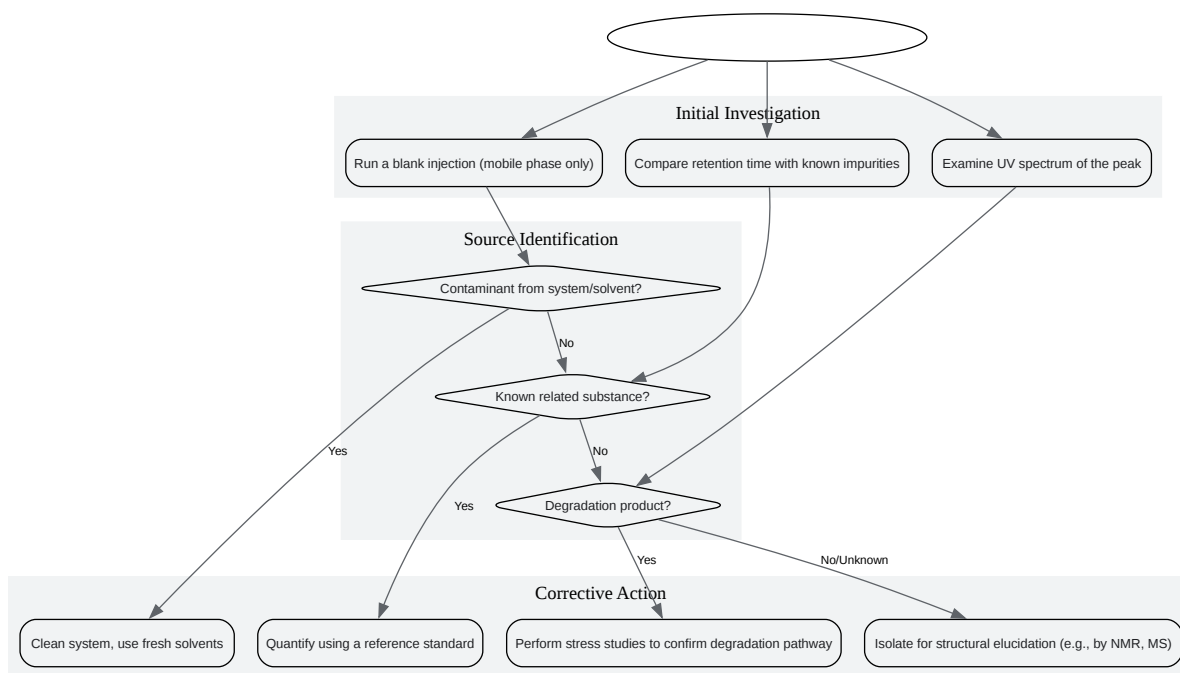 Initial Investigation
Run a blank injection (mobile phase only)
Compare retention time with known impurities
Examine UV spectrum of the peak
Source Identification
Contaminant from system/solvent?
No
Known related substance?
Yes
No
Yes
Degradation product?
Yes
No/Unknown
Corrective Action
Clean system, use fresh solvents
Quantify using a reference standard
Perform stress studies to confirm degradation pathway
Isolate for structural elucidation (e.g., by NMR, MS)